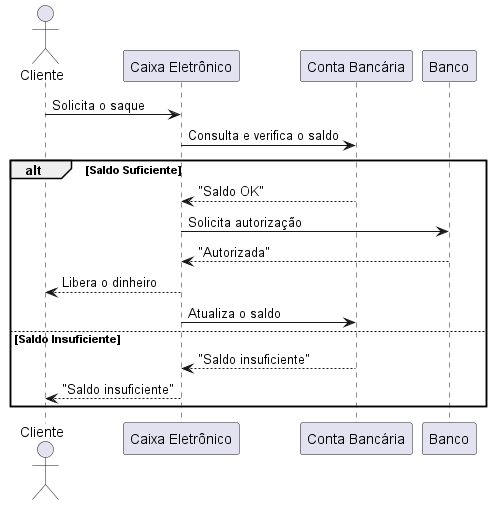 Cliente
Caixa Eletrônico
Conta Bancária
Banco
Solicita o saque
Consulta e verifica o saldo
alt
[Saldo Suficiente]
"Saldo OK"
Solicita autorização
"Autorizada"
Libera o dinheiro
Atualiza o saldo
[Saldo Insuficiente]
"Saldo insuficiente"
"Saldo insuficiente"
Cliente
Caixa Eletrônico
Conta Bancária
Banco